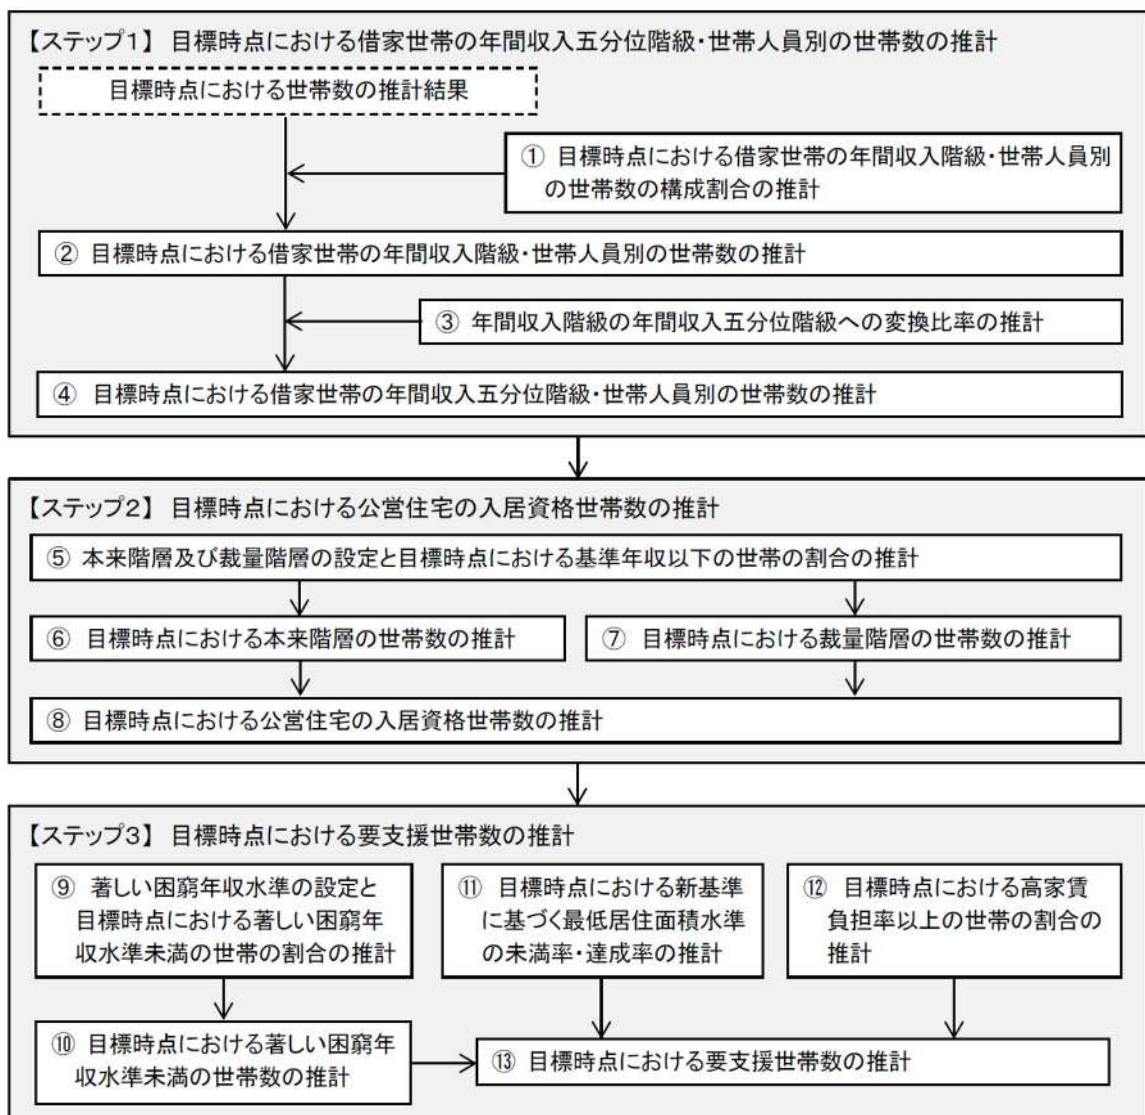 【ステップ１】 目標時点における借家世帯の年間収入五分位階級・世帯人員別の世帯数の推計
目標時点における世帯数の推計結果
① 目標時点における借家世帯の年間収入階級・世帯人員別
の世帯数の構成割合の推計
② 目標時点における借家世帯の年間収入階級・世帯人員別の世帯数の推計
③ 年間収入階級の年間収入五分位階級への変換比率の推計
④ 目標時点における借家世帯の年間収入五分位階級・世帯人員別の世帯数の推計
【ステップ２】 目標時点における公営住宅の入居資格世帯数の推計
⑤ 本来階層及び裁量階層の設定と目標時点における基準年収以下の世帯の割合の推計
⑥ 目標時点における本来階層の世帯数の推計
⑦ 目標時点における裁量階層の世帯数の推計
⑧ 目標時点における公営住宅の入居資格世帯数の推計
【ステップ３】 目標時点における要支援世帯数の推計
⑨ 著しい困窮年収水準の設定と
目標時点における著しい困窮年
収水準未満の世帯の割合の推計
⑪ 目標時点における新基準
に基づく最低居住面積水準
の未満率・達成率の推計
⑫ 目標時点における高家賃
負担率以上の世帯の割合の
推計
⑩ 目標時点における著しい困窮年
収水準未満の世帯数の推計
⑬ 目標時点における要支援世帯数の推計